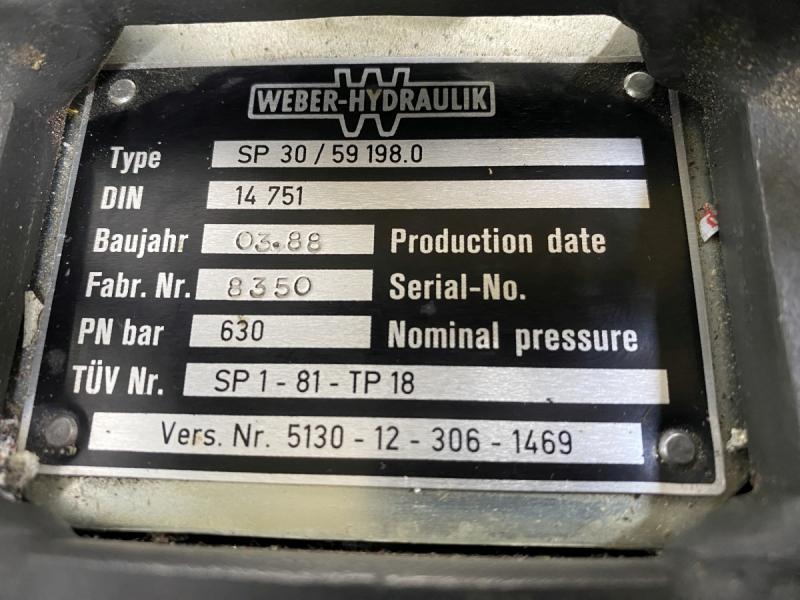 WEBER-HYDRAULIK
Type SP 30/59 198.0
DIN 14 751
Baujahr 03.88 Production date
Fabr. Nr. 8350 Serial-No.
PN bar 630 Nominal pressure
TÜV Nr. SP 1 - 81 - TP 18
Vers. Nr. 5130 - 12 - 306 - 1469